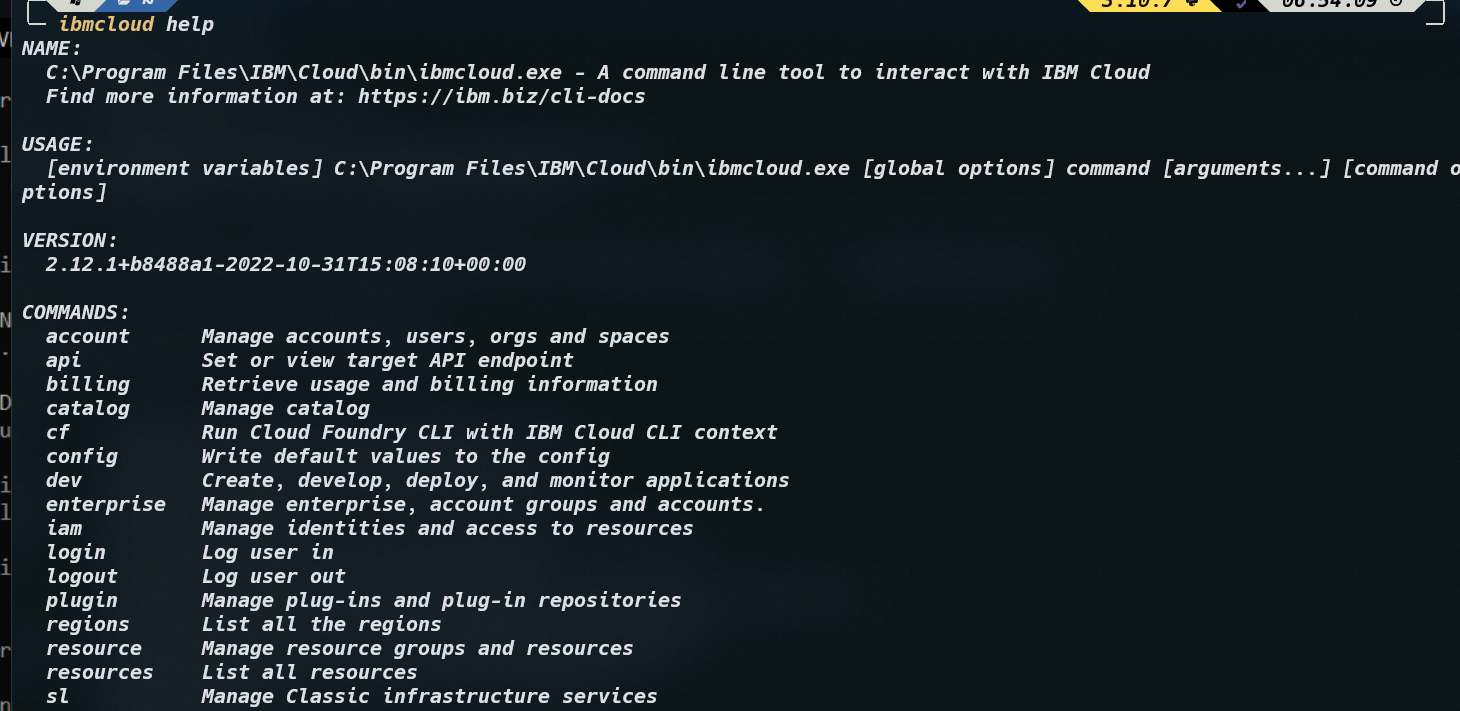 3.10.7
06:54:09
ibmcloud help
NAME:
C:\Program Files\IBM\Cloud\bin\ibmcloud.exe - A command line tool to interact with IBM Cloud
Find more information at: https://ibm.biz/cli-docs
USAGE:
[environment variables] C:\Program Files\IBM\Cloud\bin\ibmcloud.exe [global options] command [arguments...] [command o
ptions]
VERSION:
2.12.1+b8488a1-2022-10-31T15:08:10+00:00
COMMANDS:
account Manage accounts, users, orgs and spaces
api Set or view target API endpoint
billing Retrieve usage and billing information
catalog Manage catalog
cf Run Cloud Foundry CLI with IBM Cloud CLI context
config Write default values to the config
dev Create, develop, deploy, and monitor applications
enterprise Manage enterprise, account groups and accounts.
iam Manage identities and access to resources
login Log user in
logout Log user out
plugin Manage plug-ins and plug-in repositories
regions List all the regions
resource Manage resource groups and resources
resources List all resources
sl Manage Classic infrastructure services